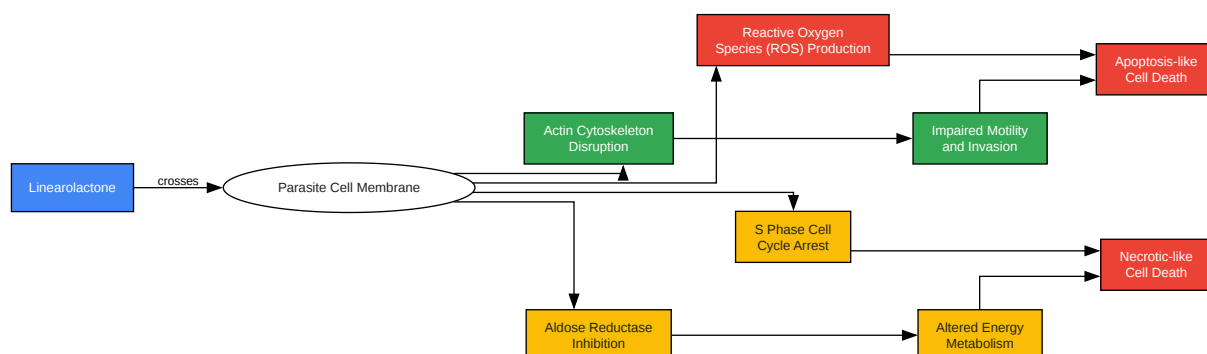 Reactive Oxygen
Species (ROS) Production
Apoptosis-like
Cell Death
Actin Cytoskeleton
Disruption
Impaired Motility
and Invasion
Linearolactone
crosses
Parasite Cell Membrane
S Phase Cell
Cycle Arrest
Necrotic-like
Cell Death
Aldose Reductase
Inhibition
Altered Energy
Metabolism